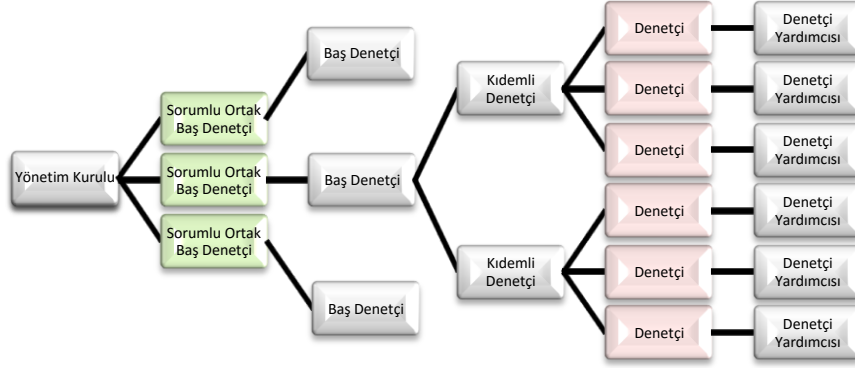 Yönetim Kurulu
Sorumlu Ortak
Baş Denetçi
Sorumlu Ortak
Baş Denetçi
Sorumlu Ortak
Baş Denetçi
Baş Denetçi
Baş Denetçi
Baş Denetçi
Kıdemli
Denetçi
Kıdemli
Denetçi
Denetçi
Denetçi
Denetçi
Denetçi
Denetçi
Denetçi
Denetçi
Yardımcısı
Denetçi
Yardımcısı
Denetçi
Yardımcısı
Denetçi
Yardımcısı
Denetçi
Yardımcısı
Denetçi
Yardımcısı